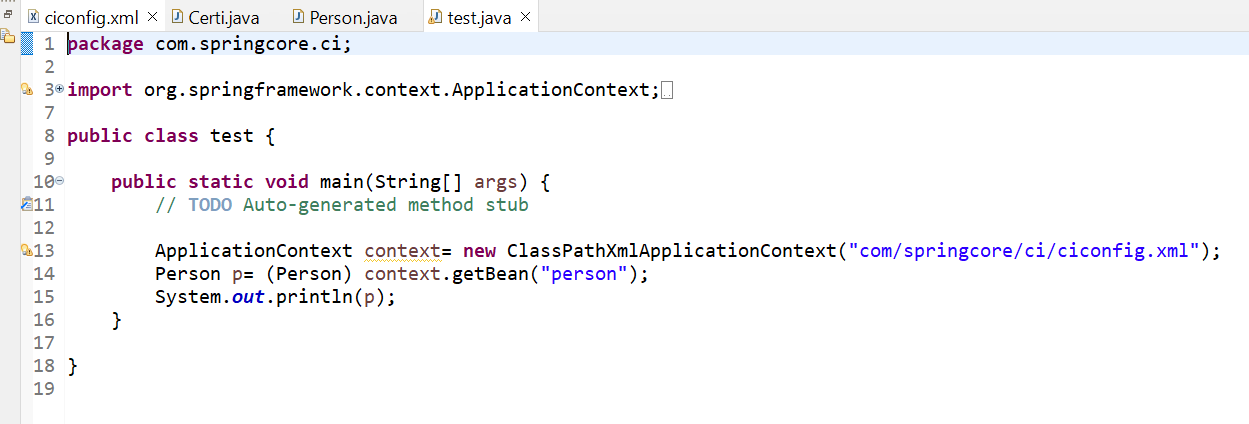 ciconfig.xml Certi.java Person.java test.java
1 package com.springcore.ci;
2
3 import org.springframework.context.ApplicationContext;
7
8 public class test {
9
10 public static void main(String[] args) {
11 // TODO Auto-generated method stub
12
13 ApplicationContext context= new ClassPathXmlApplicationContext("com/springcore/ci/ciconfig.xml");
14 Person p= (Person) context.getBean("person");
15 System.out.println(p);
16 }
17
18 }
19